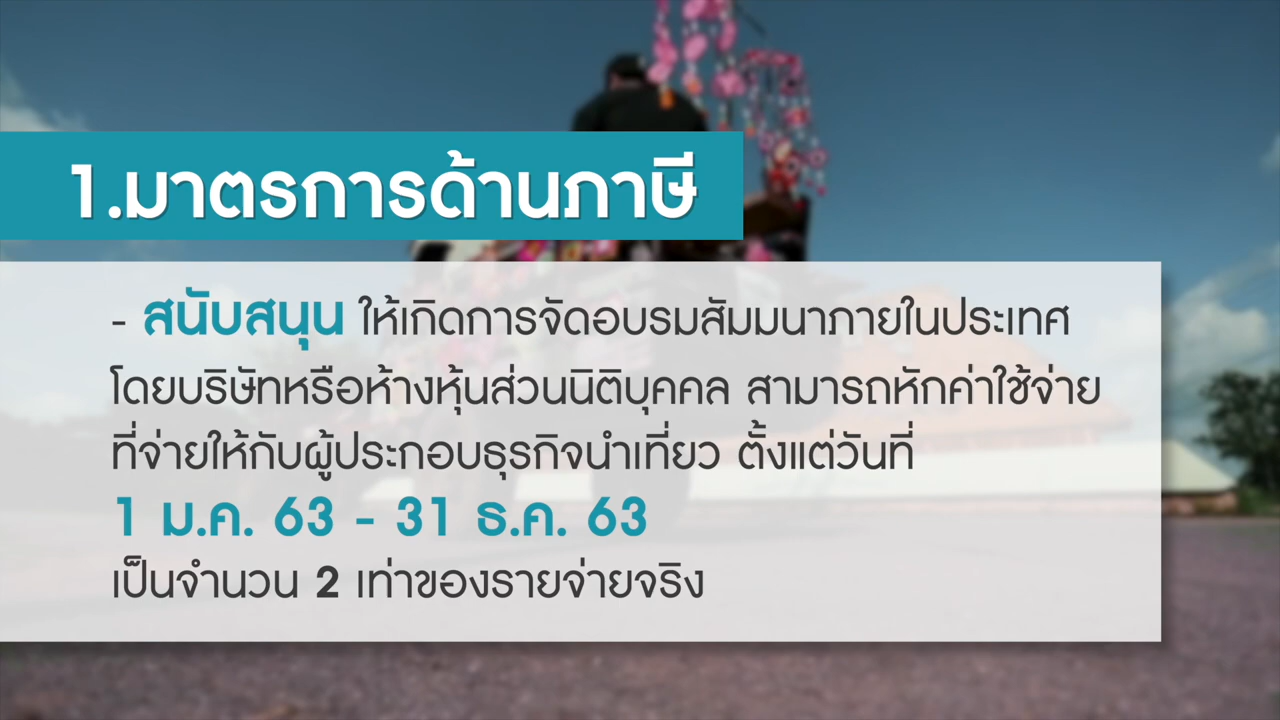 1.มาตรการด้านภาษี
- สนับสนุน ให้เกิดการจัดอบรมสัมมนาภายในประเทศ
โดยบริษัทหรือห้างหุ้นส่วนนิติบุคคล สามารถหักค่าใช้จ่าย
ที่จ่ายให้กับผู้ประกอบธุรกิจนำเที่ยว ตั้งแต่วันที่
1 ม.ค. 63 - 31 ธ.ค. 63
เป็นจำนวน 2 เท่าของรายจ่ายจริง